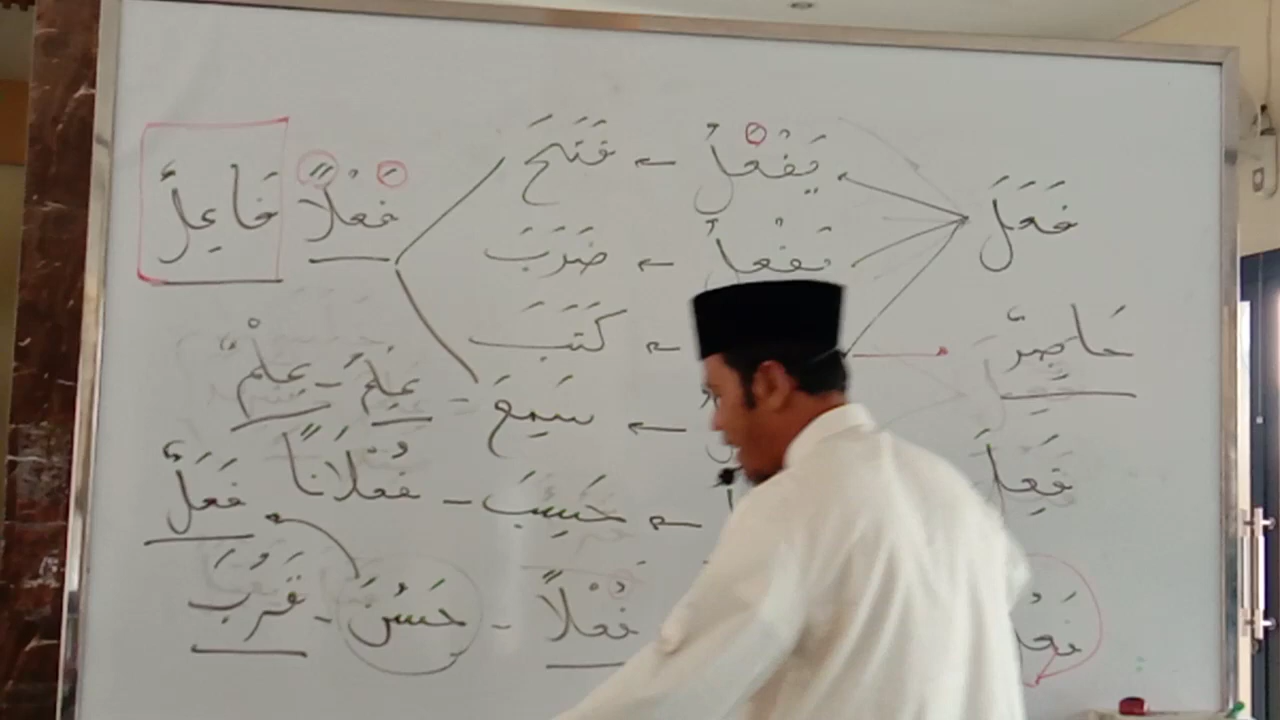 فَعَلَ يَفْعَلُ ← فَتَحَ فَعْلًا فَاعِلٌ
← ضَرَبَ
← كَتَبَ
حَاضِرٌ
← سَمِعَ - عَلِمَ - عِلْمٌ
فَعِلَ ← حَسِبَ - فُعْلَانًا فَعَلٌ
فُعْلًا - حَسُنَ - قَرُبَ